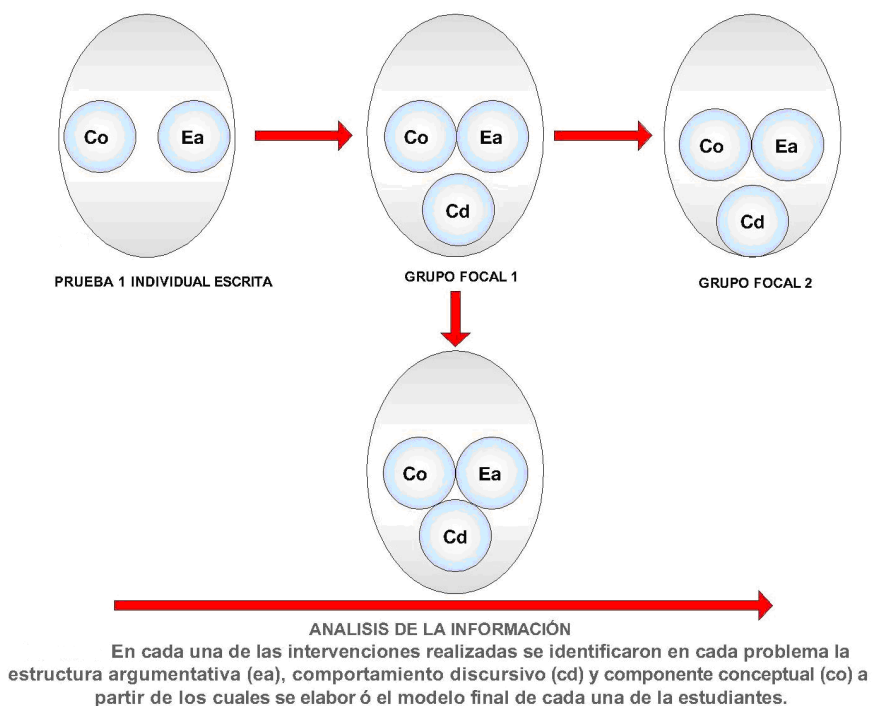 Co Ea
Co Ea
Cd
Co Ea
Cd
PRUEBA 1 INDIVIDUAL ESCRITA
GRUPO FOCAL 1
GRUPO FOCAL 2
Co Ea
Cd
ANALISIS DE LA INFORMACIÓN
En cada una de las intervenciones realizadas se identificaron en cada problema la
estructura argumentativa (ea), comportamiento discursivo (cd) y componente conceptual (co) a
partir de los cuales se elabor ó el modelo final de cada una de la estudiantes.